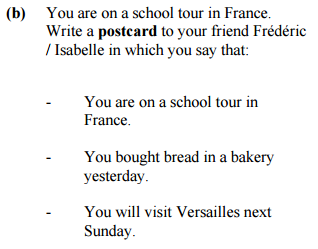 (b) You are on a school tour in France.
Write a postcard to your friend Frédéric
/ Isabelle in which you say that:
- You are on a school tour in
France.
- You bought bread in a bakery
yesterday.
- You will visit Versailles next
Sunday.